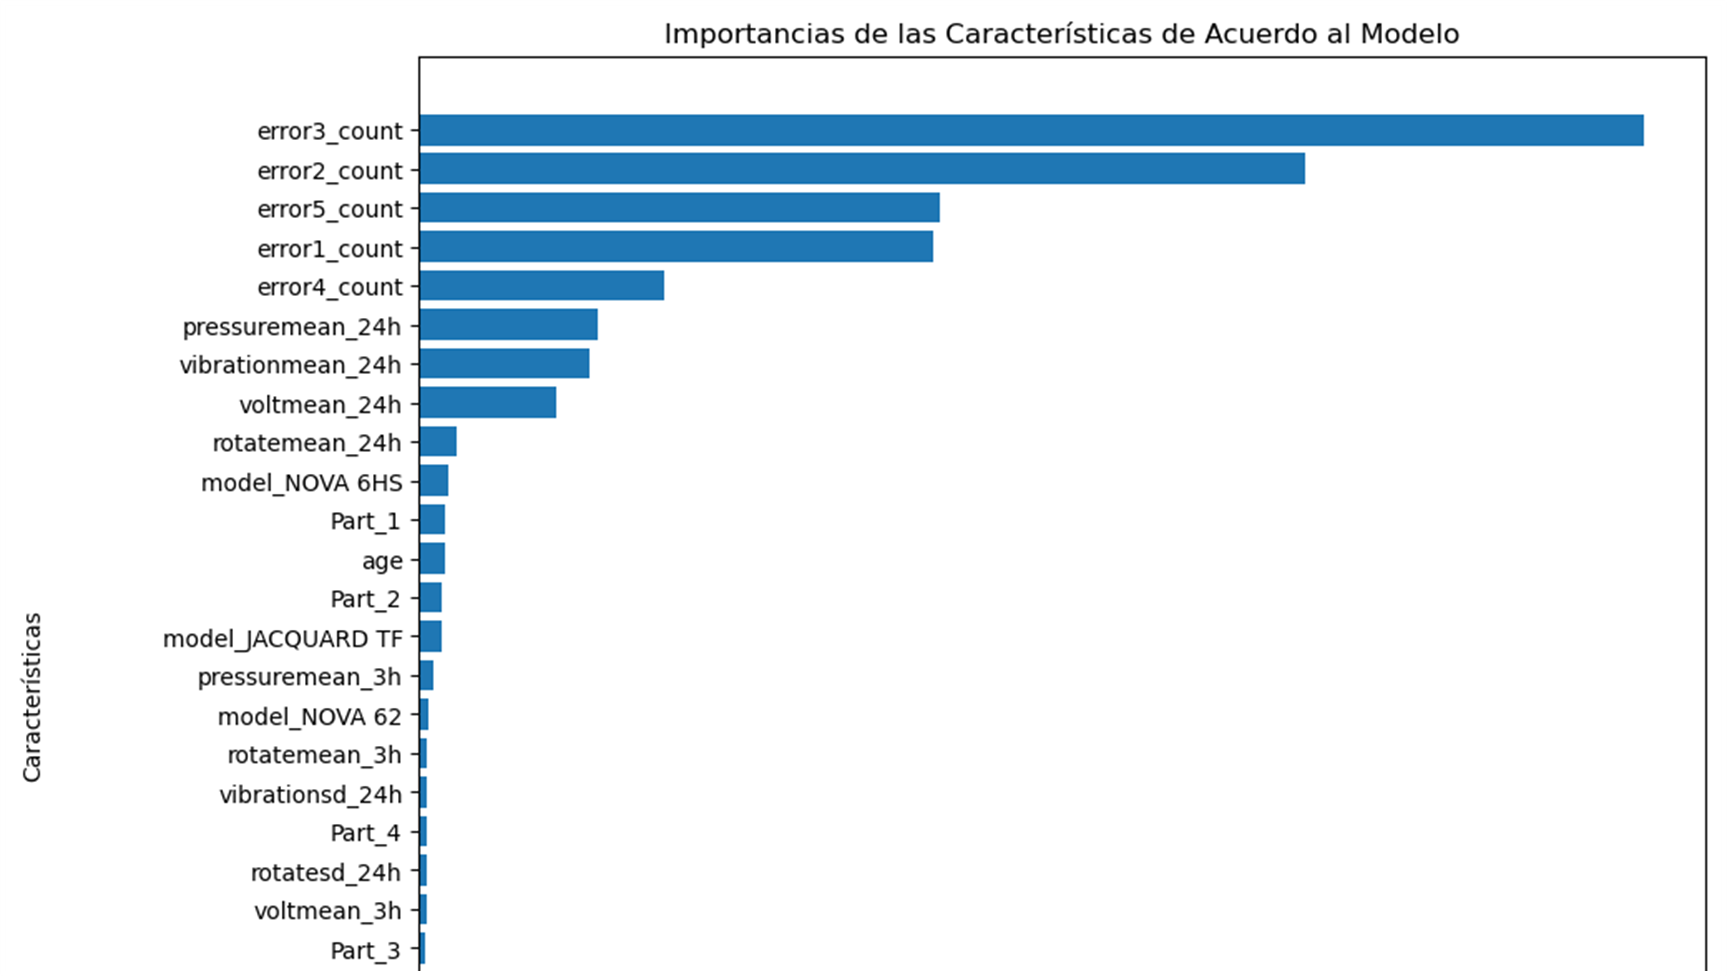 Importancias de las Características de Acuerdo al Modelo
error3_count
error2_count
error5_count
error1_count
error4_count
pressuremean_24h
vibrationmean_24h
voltmean_24h
rotatemean_24h
model_NOVA 6HS
Part_1
age
Part_2
model_JACQUARD TF
pressuremean_3h
model_NOVA 62
rotatemean_3h
vibrationsd_24h
Part_4
rotatesd_24h
voltmean_3h
Part_3
Características